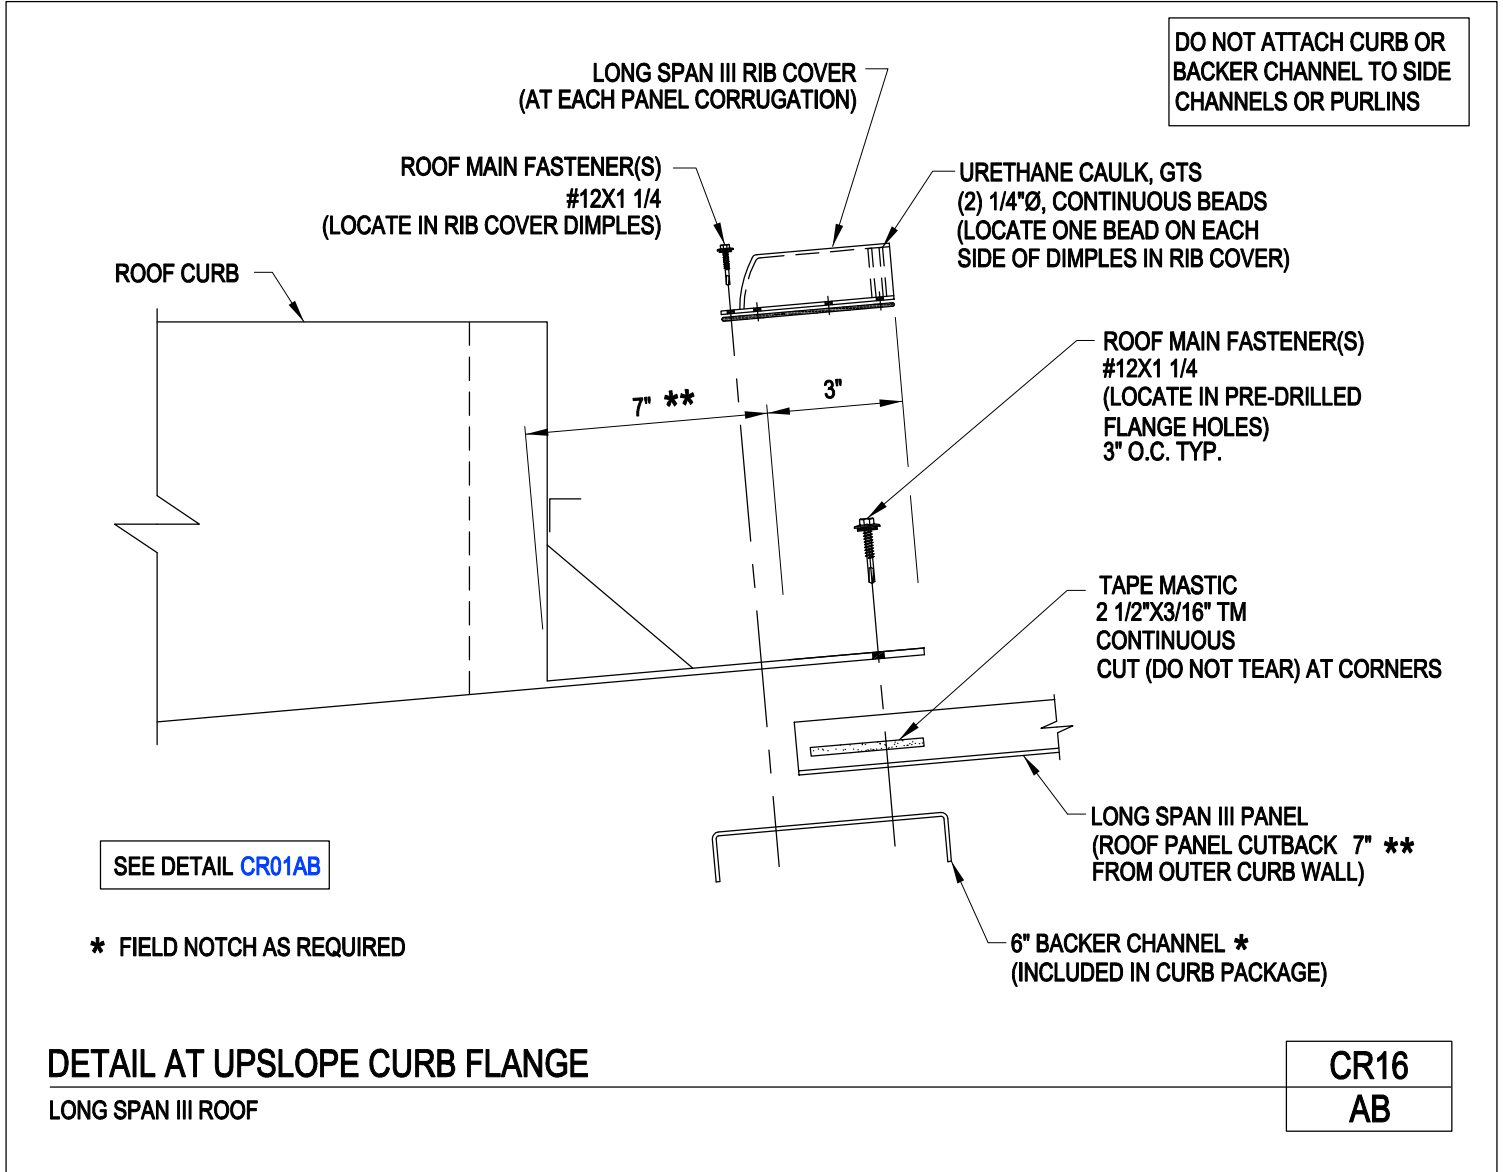 DO NOT ATTACH CURB OR
BACKER CHANNEL TO SIDE
CHANNELS OR PURLINS
LONG SPAN III RIB COVER
(AT EACH PANEL CORRUGATION)
ROOF MAIN FASTENER(S)
#12X1 1/4
(LOCATE IN RIB COVER DIMPLES)
URETHANE CAULK, GTS
(2) 1/4"Ø, CONTINUOUS BEADS
(LOCATE ONE BEAD ON EACH
SIDE OF DIMPLES IN RIB COVER)
ROOF CURB
ROOF MAIN FASTENER(S)
#12X1 1/4
(LOCATE IN PRE-DRILLED
FLANGE HOLES)
3" O.C. TYP.
7" **
3"
TAPE MASTIC
2 1/2"X3/16" TM
CONTINUOUS
CUT (DO NOT TEAR) AT CORNERS
LONG SPAN III PANEL
(ROOF PANEL CUTBACK 7" **
FROM OUTER CURB WALL)
SEE DETAIL CR01AB
* FIELD NOTCH AS REQUIRED
6" BACKER CHANNEL *
(INCLUDED IN CURB PACKAGE)
DETAIL AT UPSLOPE CURB FLANGE
LONG SPAN III ROOF
CR16
AB